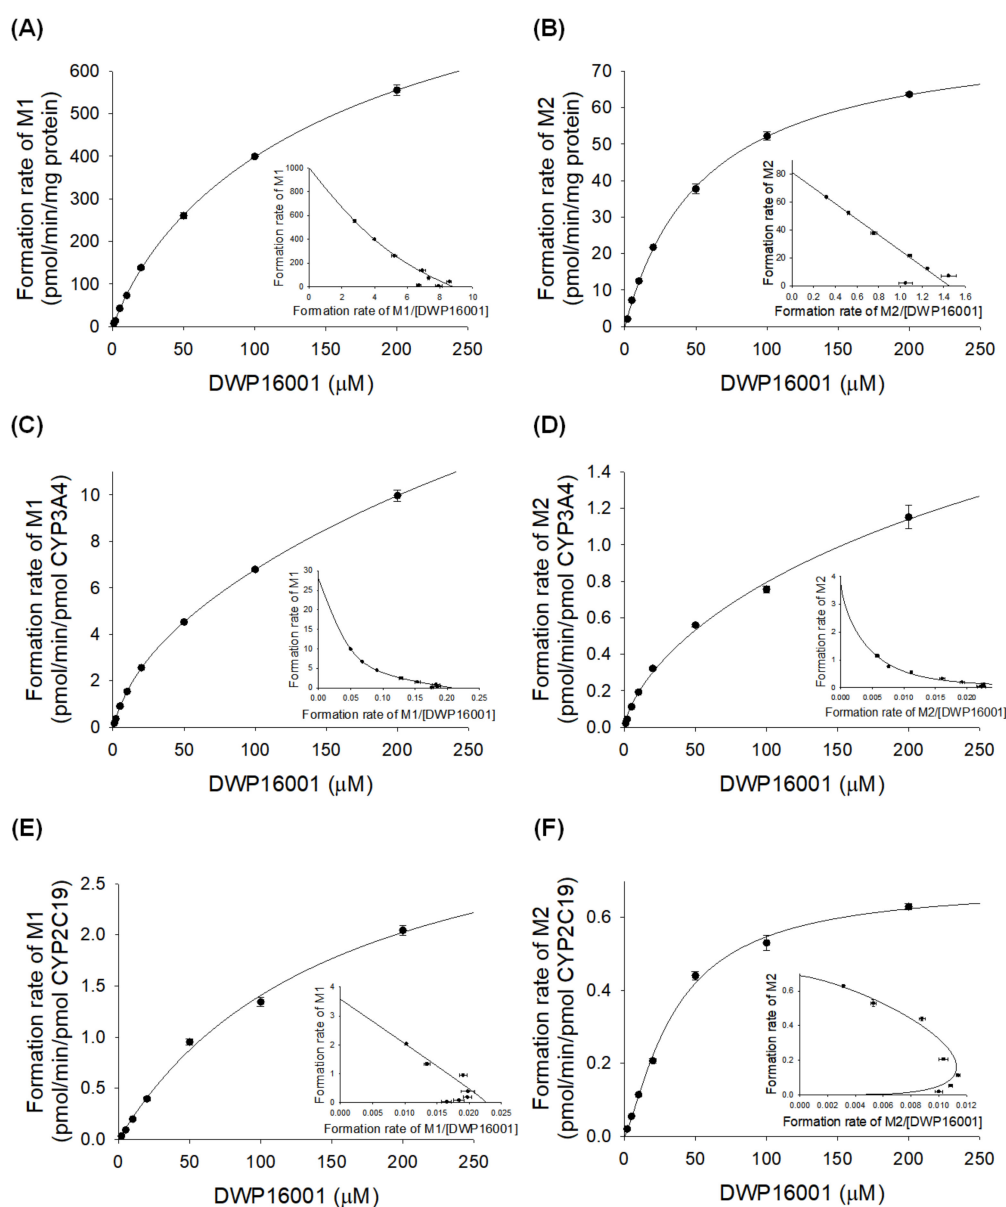 (A)
Formation rate of M1
(pmol/min/mg protein)
600
500
400
300
200
100
0
0 50 100 150 200 250
DWP16001 (μM)
Formation rate of M1
1000
800
600
400
200
0
0 2 4 6 8 10
Formation rate of M1/[DWP16001]
(B)
Formation rate of M2
(pmol/min/mg protein)
70
60
50
40
30
20
10
0
0 50 100 150 200 250
DWP16001 (μM)
Formation rate of M2
80
60
40
20
0
0.0 0.2 0.4 0.6 0.8 1.0 1.2 1.4 1.6
Formation rate of M2/[DWP16001]
(C)
Formation rate of M1
(pmol/min/pmol CYP3A4)
10
8
6
4
2
0
0 50 100 150 200 250
DWP16001 (μM)
Formation rate of M1
30
25
20
15
10
5
0
0.00 0.05 0.10 0.15 0.20 0.25
Formation rate of M1/[DWP16001]
(D)
Formation rate of M2
(pmol/min/pmol CYP3A4)
1.4
1.2
1.0
0.8
0.6
0.4
0.2
0.0
0 50 100 150 200 250
DWP16001 (μM)
Formation rate of M2
4
3
2
1
0
0.000 0.005 0.010 0.015 0.020
Formation rate of M2/[DWP16001]
(E)
Formation rate of M1
(pmol/min/pmol CYP2C19)
2.5
2.0
1.5
1.0
0.5
0.0
0 50 100 150 200 250
DWP16001 (μM)
Formation rate of M1
4
3
2
1
0
0.000 0.005 0.010 0.015 0.020 0.025
Formation rate of M1/[DWP16001]
(F)
Formation rate of M2
(pmol/min/pmol CYP2C19)
0.6
0.4
0.2
0.0
0 50 100 150 200 250
DWP16001 (μM)
Formation rate of M2
0.6
0.4
0.2
0.0
0.000 0.002 0.004 0.006 0.008 0.010 0.012
Formation rate of M2/[DWP16001]